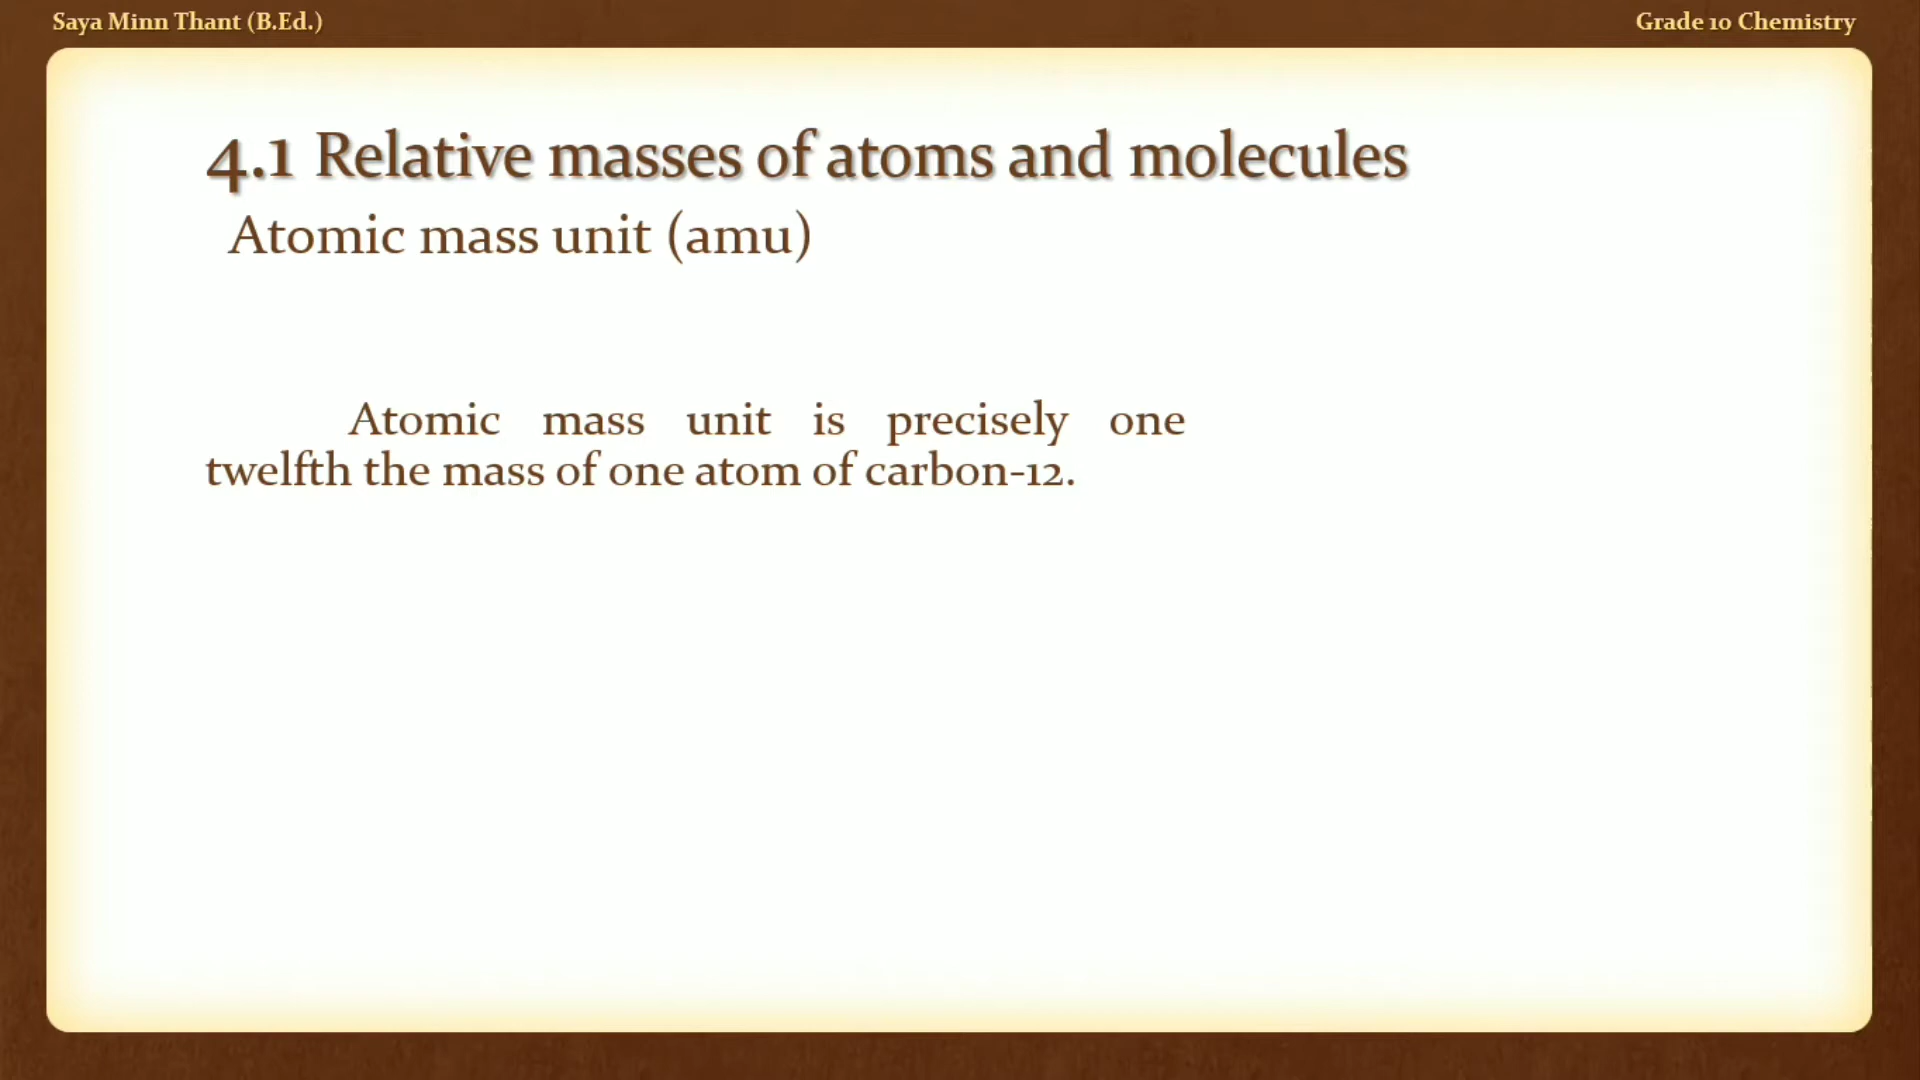 Saya Minn Thant (B.Ed.)
Grade 10 Chemistry
4.1 Relative masses of atoms and molecules
Atomic mass unit (amu)
Atomic mass unit is precisely one
twelfth the mass of one atom of carbon-12.